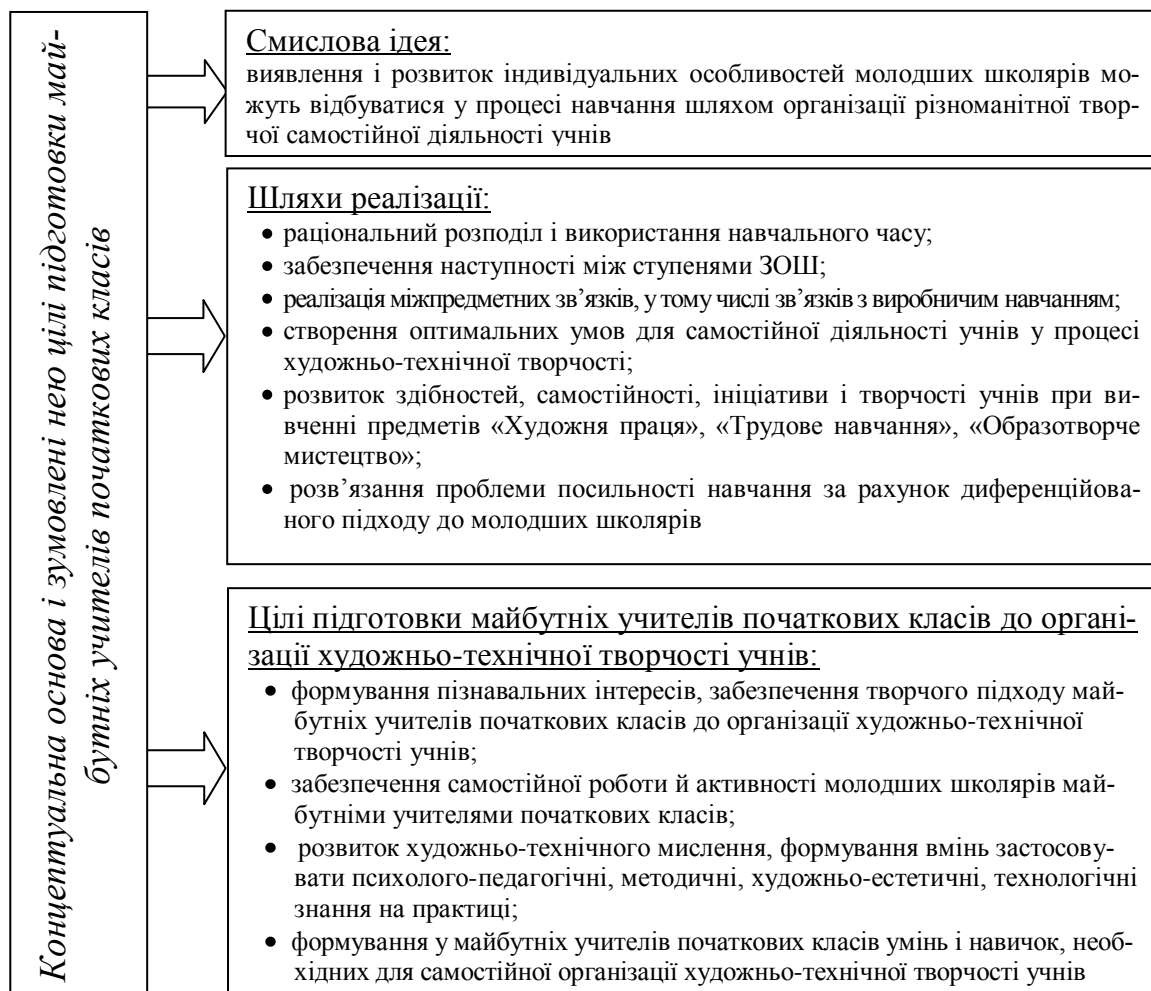 Концептуальна основа і зумовлені нею цілі підготовки май-
бутніх учителів початкових класів
Смислова ідея:
виявлення і розвиток індивідуальних особливостей молодших школярів мо-
жуть відбуватися у процесі навчання шляхом організації різноманітної твор-
чої самостійної діяльності учнів
Шляхи реалізації:
• раціональний розподіл і використання навчального часу;
• забезпечення наступності між ступенями ЗОШ;
• реалізація міжпредметних зв’язків, у тому числі зв’язків з виробничим навчанням;
• створення оптимальних умов для самостійної діяльності учнів у процесі
художньо-технічної творчості;
• розвиток здібностей, самостійності, ініціативи і творчості учнів при ви-
вченні предметів «Художня праця», «Трудове навчання», «Образотворче
мистецтво»;
• розв’язання проблеми посильності навчання за рахунок диференційова-
ного підходу до молодших школярів
Цілі підготовки майбутніх учителів початкових класів до органі-
зації художньо-технічної творчості учнів:
• формування пізнавальних інтересів, забезпечення творчого підходу май-
бутніх учителів початкових класів до організації художньо-технічної
творчості учнів;
• забезпечення самостійної роботи й активності молодших школярів май-
бутніми учителями початкових класів;
• розвиток художньо-технічного мислення, формування вмінь застосову-
вати психолого-педагогічні, методичні, художньо-естетичні, технологічні
знання на практиці;
• формування у майбутніх учителів початкових класів умінь і навичок, необ-
хідних для самостійної організації художньо-технічної творчості учнів